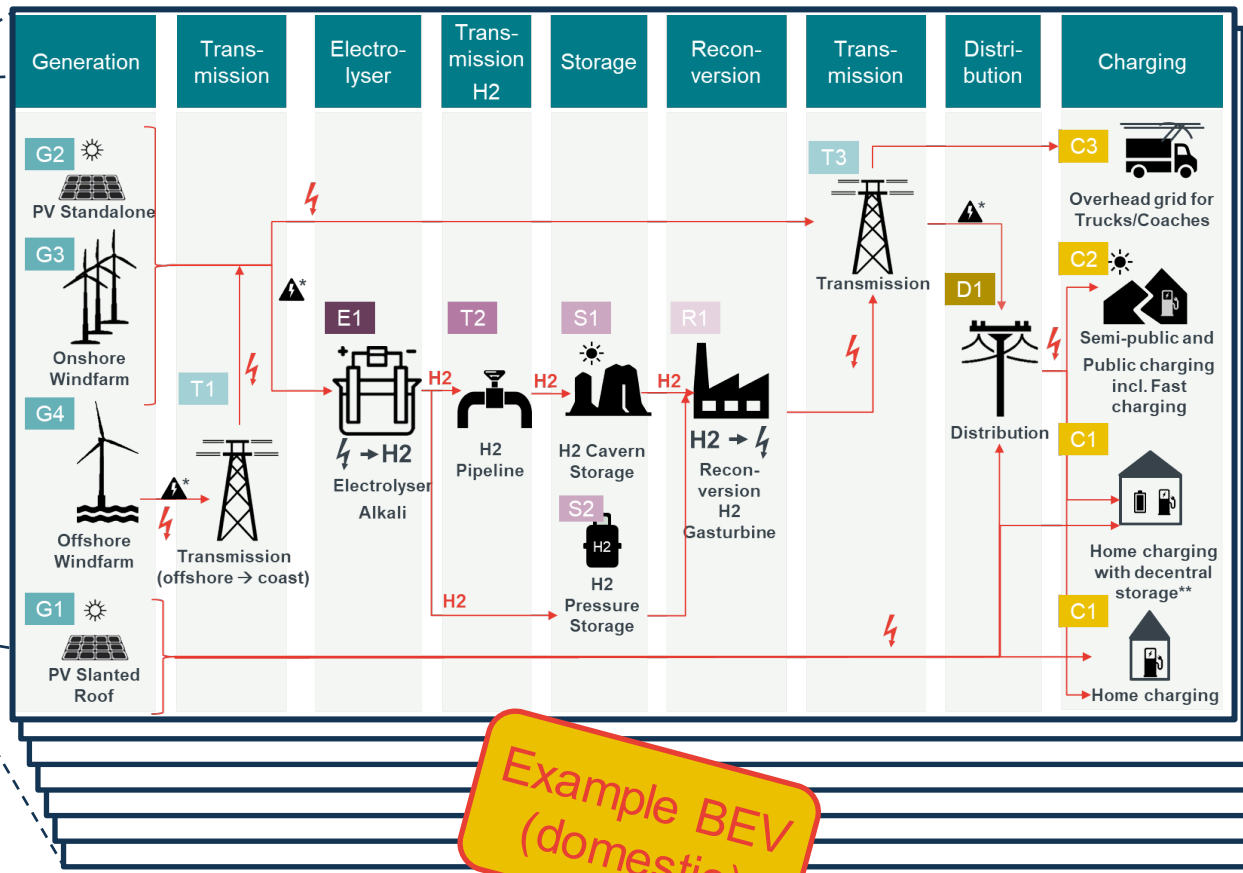 Generation
Trans-
mission
Electro-
lyser
Trans-
mission
H2
Storage
Recon-
version
Trans-
mission
Distri-
bution
Charging
G2
PV Standalone
G3
Onshore
Windfarm
G4
*
Offshore
Windfarm
G1
PV Slanted
Roof
T1
Transmission
(offshore → coast)
*
E1
→ H2
Electrolyser
Alkali
H2
H2
T2
H2
Pipeline
H2
S1
H2 Cavern
Storage
S2
H2
H2
Pressure
Storage
H2
R1
H2 →
Recon-
version
H2
Gasturbine
T3
Transmission
*
D1
Distribution
C3
Overhead grid for
Trucks/Coaches
C2
Semi-public and
Public charging
incl. Fast
charging
C1
Home charging
with decentral
storage**
C1
Home charging
Example BEV
(domestic)